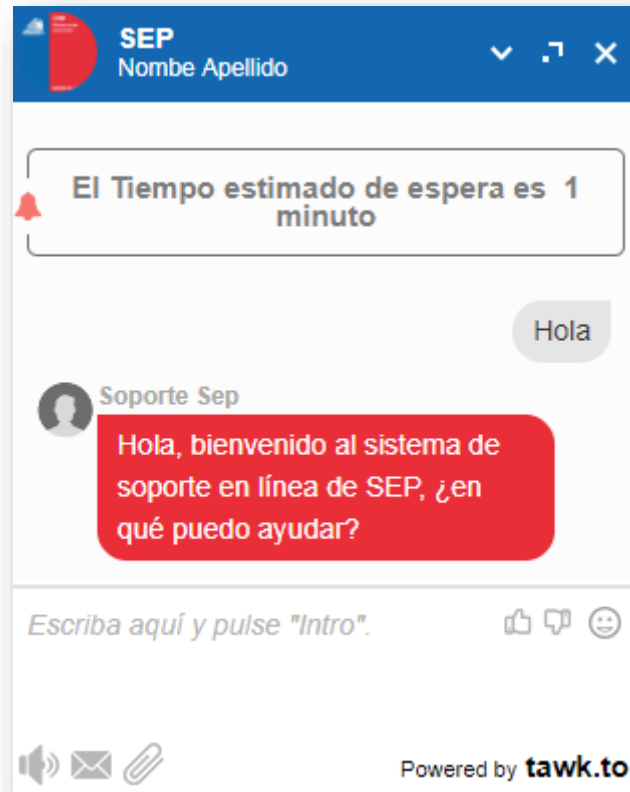 SEP
Nombe Apellido
El Tiempo estimado de espera es 1
minuto
Hola
Soporte Sep
Hola, bienvenido al sistema de
soporte en línea de SEP, ¿en
qué puedo ayudar?
Escriba aquí y pulse "Intro".
Powered by tawk.to